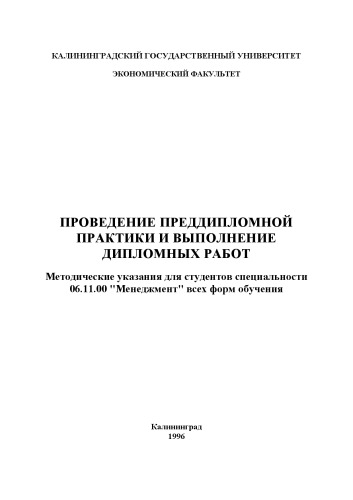 КАЛИНИНГРАДСКИЙ ГОСУДАРСТВЕННЫЙ УНИВЕРСИТЕТ
ЭКОНОМИЧЕСКИЙ ФАКУЛЬТЕТ
ПРОВЕДЕНИЕ ПРЕДДИПЛОМНОЙ
ПРАКТИКИ И ВЫПОЛНЕНИЕ
ДИПЛОМНЫХ РАБОТ
Методические указания для студентов специальности
06.11.00 "Менеджмент" всех форм обучения
Калининград
1996